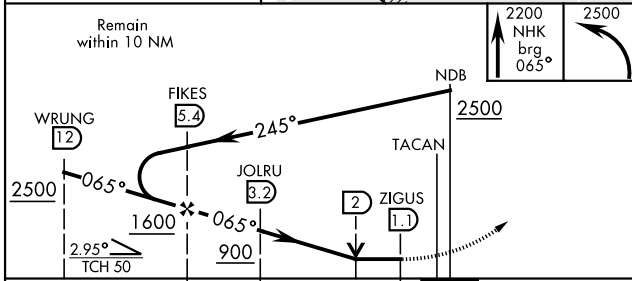 Remain
within 10 NM
2200
NHK
brg
065°
2500
NDB
2500
FIKES
5.4
245°
WRUNG
12
TACAN
JOLRU
3.2
2
ZIGUS
1.1
065°
2500
1600
065°
900
2.95°
TCH 50